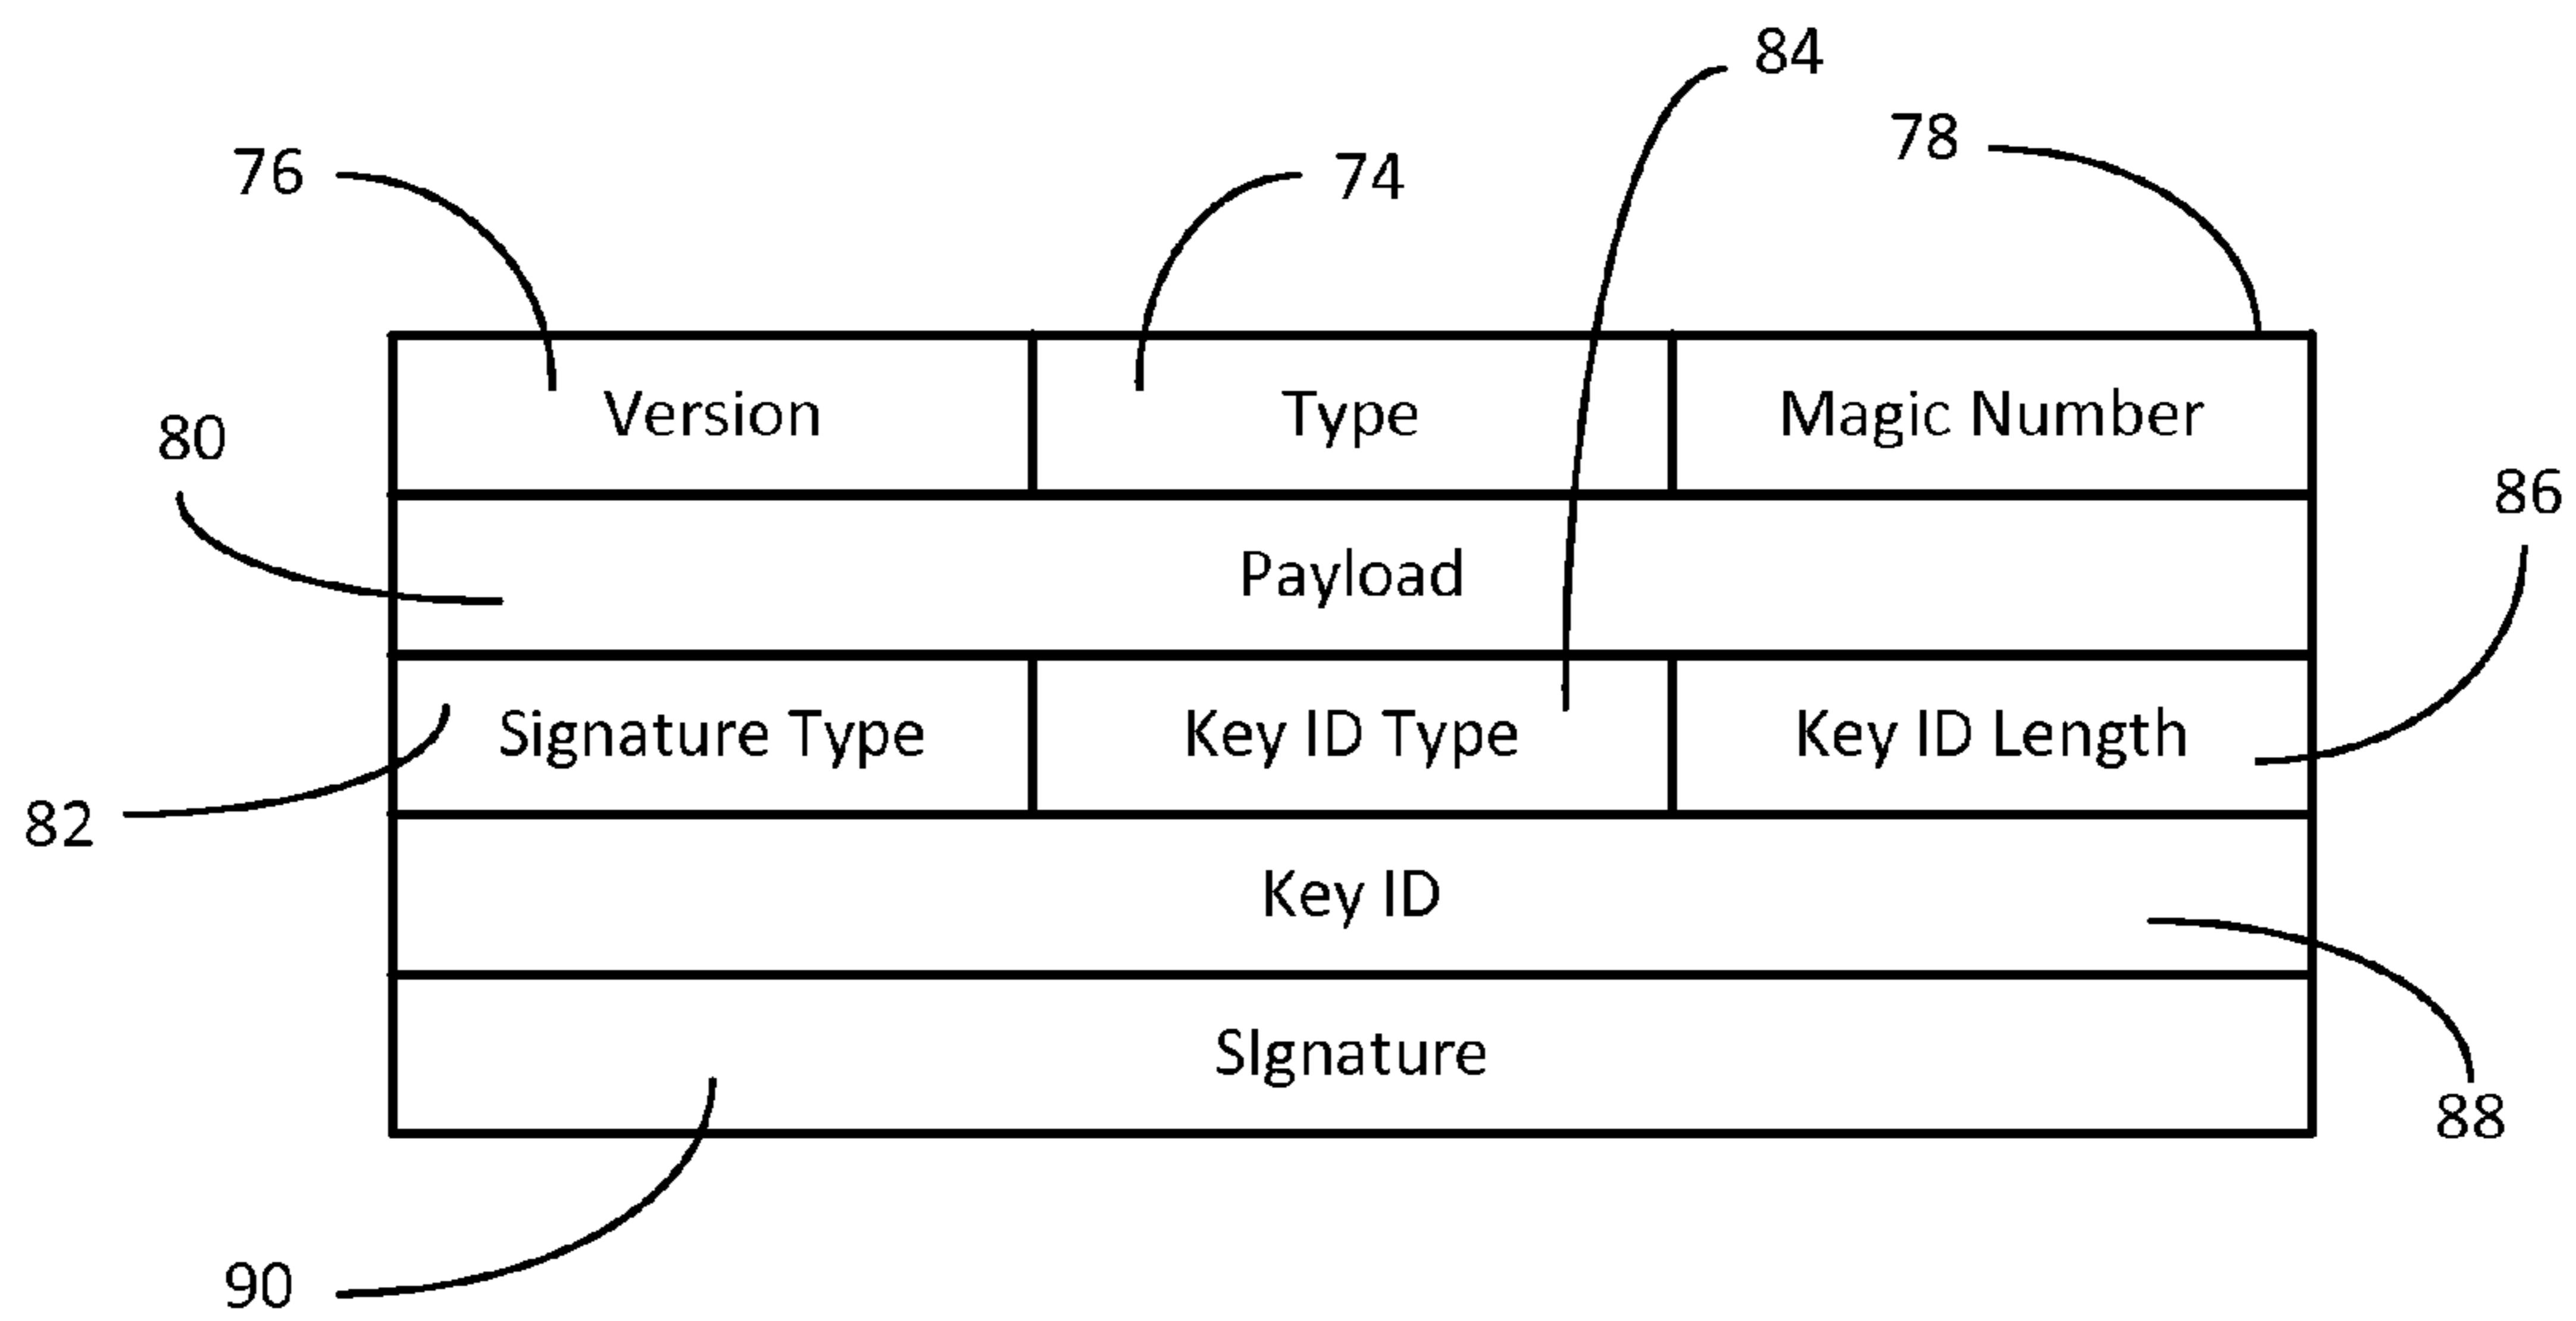 84
78
76
74
Version
Type
Magic Number
80
86
Payload
Signature Type
Key ID Type
Key ID Length
82
Key ID
SIgnature
88
90